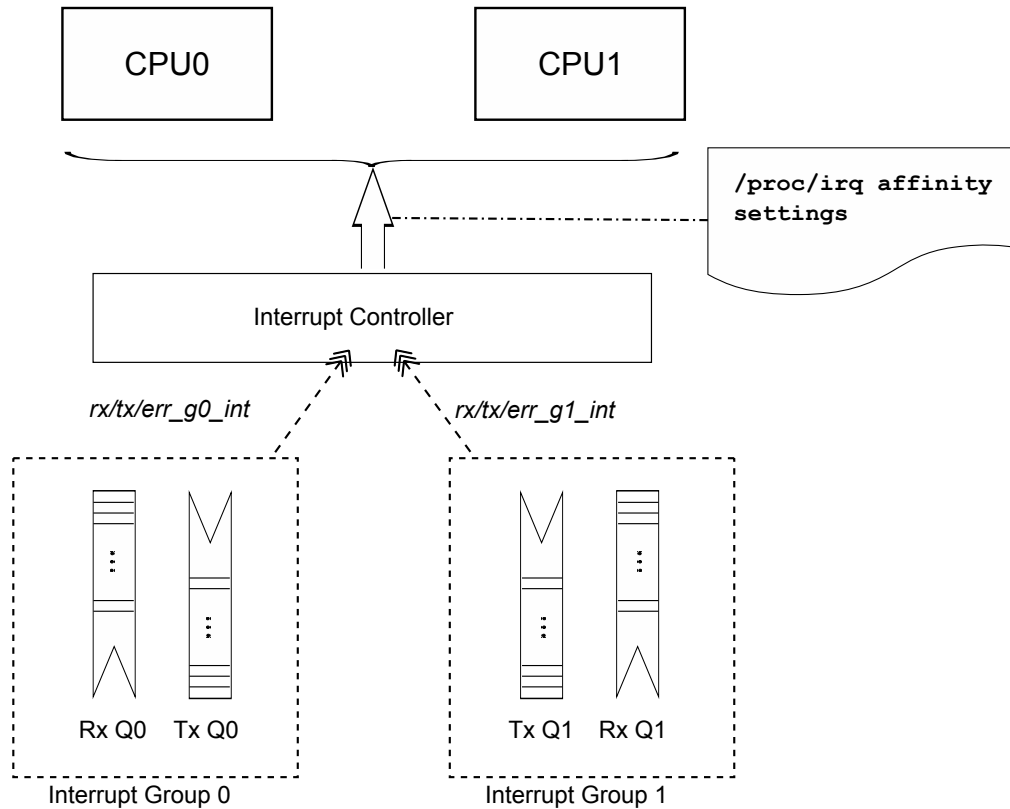 CPU0
CPU1
/proc/irq affinity
settings
Interrupt Controller
rx/tx/err_g0_int
rx/tx/err_g1_int
Rx Q0
Tx Q0
Tx Q1
Rx Q1
Interrupt Group 0
Interrupt Group 1